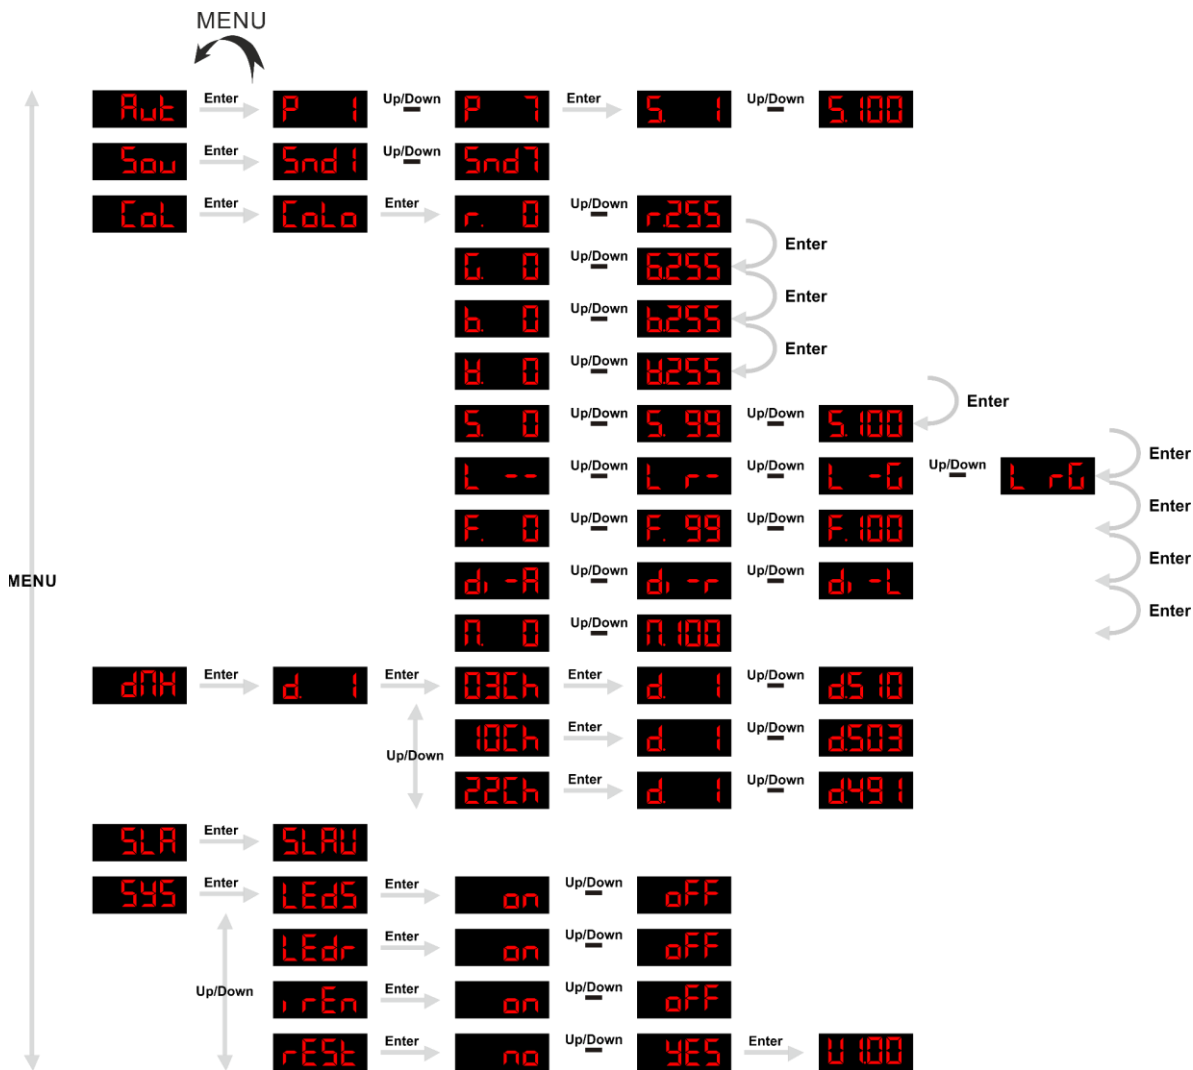 MENU
Aut Enter P 1 Up/Down P 7 Enter S. 1 Up/Down S.100
Sou Enter Snd1 Up/Down Snd7
CoL Enter CoLo Enter r. 0 Up/Down r.255
Enter
G. 0 Up/Down G.255
Enter
b. 0 Up/Down b.255
Enter
W. 0 Up/Down W.255
Enter
S. 0 Up/Down S. 99 Up/Down S.100
Enter
L -- Up/Down L r- Up/Down L -G Up/Down L rG
Enter
F. 0 Up/Down F. 99 Up/Down F.100
Enter
MENU
di -A Up/Down di -r Up/Down di -L
Enter
M. 0 Up/Down M.100
dMX Enter d. 1 Enter 03Ch Enter d. 1 Up/Down d.510
Up/Down
10Ch Enter d. 1 Up/Down d.503
22Ch Enter d. 1 Up/Down d.491
SLA Enter SLAU
SYS Enter LEdS Enter on Up/Down oFF
Up/Down
LEdr Enter on Up/Down oFF
irEn Enter on Up/Down oFF
rESt Enter no Up/Down YES Enter U1.00